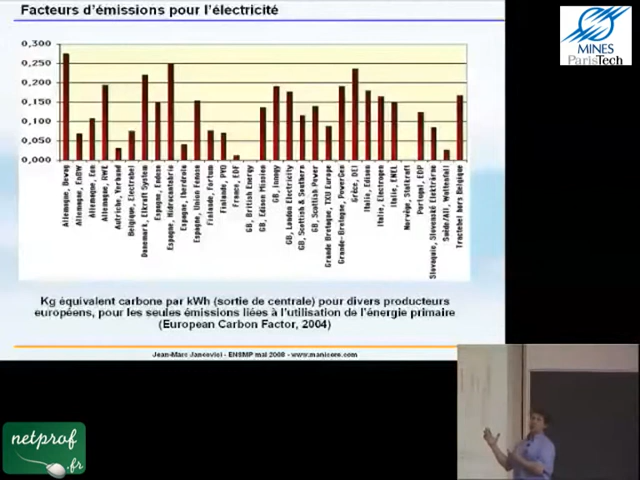 Facteurs d'émissions pour l'électricité
MINES
ParisTech
0,300
0,250
0,200
0,150
0,100
0,050
0,000
Allemagne, Bewag
Allemagne, EnBW
Allemagne, Eon
Allemagne, RWE
Autriche, Verbund
Belgique, Electrabel
Danemark, Elkraft System
Espagne, Endesa
Espagne, Hidrocantabrio
Espagne, Iberdrola
Espagne, Union Fenosa
Finlande, Fortum
Finlande, PVO
France, EDF
GB, British Energy
GB, Edison Mission
GB, Innogy
GB, London Electricity
GB, Scottish & Southern
GB, Scottish Power
Grande Bretagne, TXU Europe
Grande-Bretagne, PowerGen
Grèce, DEI
Italie, Edison
Italie, Electrogen
Italie, ENEL
Norvège, Statkraft
Portugal, EDP
Slovaquie, Slovenské Elektrárne
Suède/All, Vattenfall
Tractebel hors Belgique
Kg équivalent carbone par kWh (sortie de centrale) pour divers producteurs
européens, pour les seules émissions liées à l'utilisation de l'énergie primaire
(European Carbon Factor, 2004)
Jean-Marc Jancovici - ENSMP mai 2008 - www.manicore.com
netprof
.fr